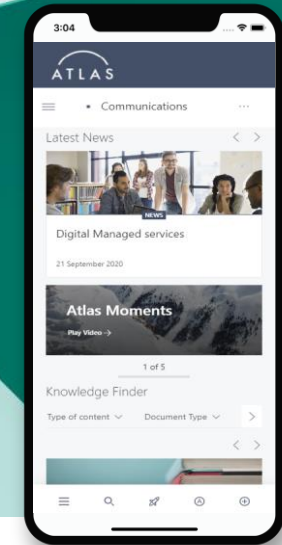 3:04
ATLAS
Communications
Latest News
NEWS
Digital Managed services
21 September 2020
Atlas Moments
Play Video →
1 of 5
Knowledge Finder
Type of content Document Type